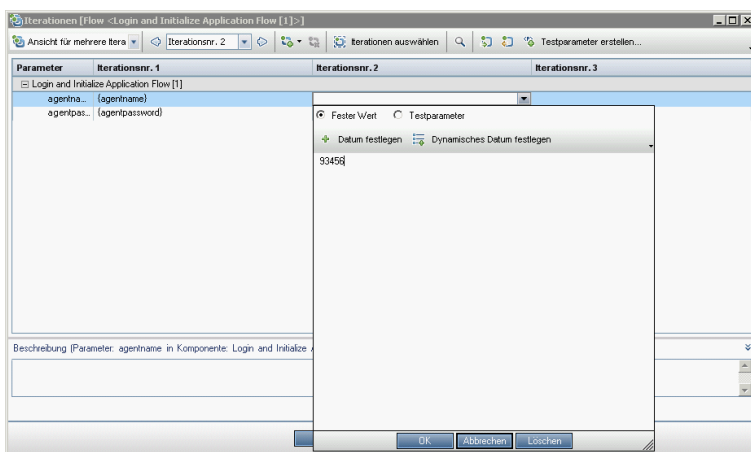 Iterationen [Flow <Login and Initialize Application Flow [1]>]
Ansicht für mehrere Itera Iterationsnr. 2 Iterationen auswählen Testparameter erstellen...
Parameter Iterationsnr. 1 Iterationsnr. 2 Iterationsnr. 3
Login and Initialize Application Flow [1]
agentna... {agentname}
agentpas... {agentpassword}
Fester Wert Testparameter
Datum festlegen Dynamisches Datum festlegen
93456
Beschreibung (Parameter: agentname in Komponente: Login and Initialize
OK Abbrechen Löschen